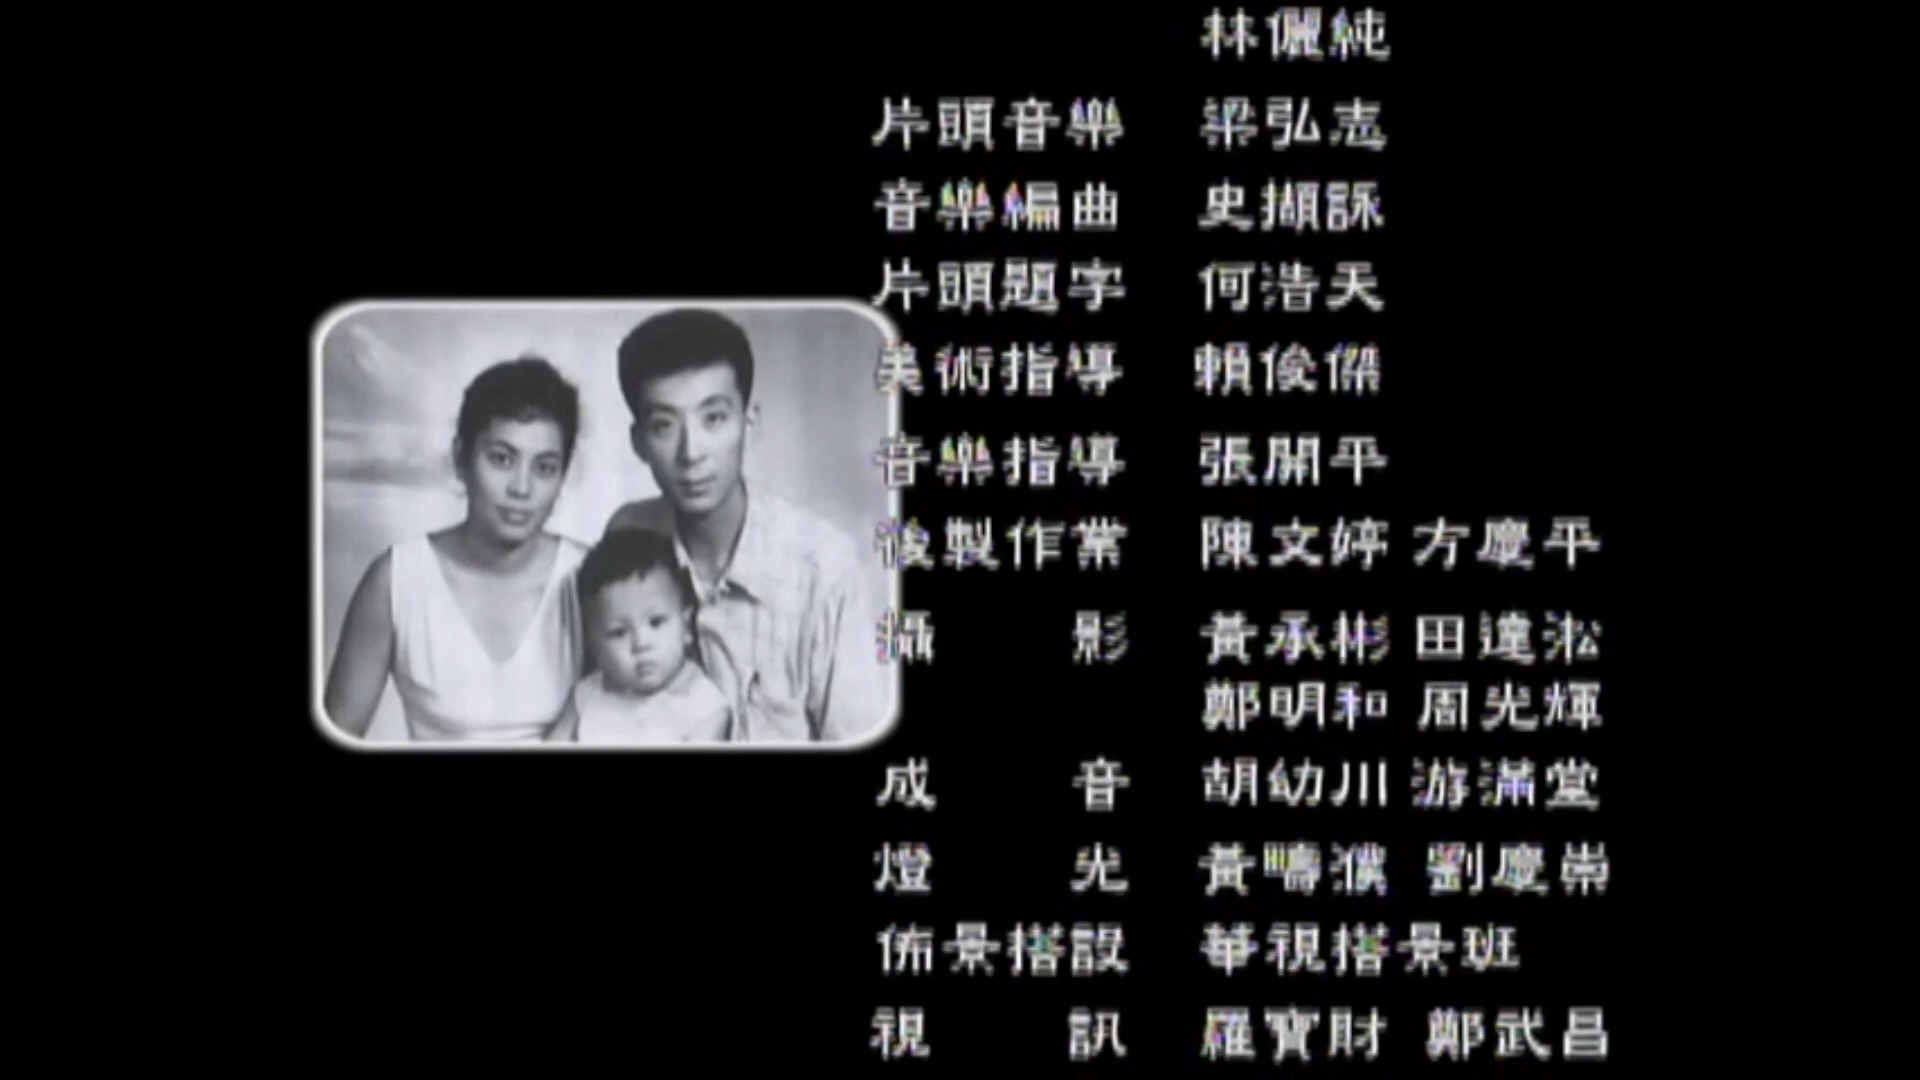 林儷純
片頭音樂 梁弘志
音樂編曲 史擷詠
片頭題字 何浩天
美術指導 賴俊傑
音樂指導 張開平
後製作業 陳文婷 方慶平
攝影 黃承彬 田達淞
鄭明和 周光輝
成音 胡幼川 游滿堂
燈光 黃疇濮 劉慶崇
佈景搭設 華視搭景班
視訊 羅寶財 鄭武昌